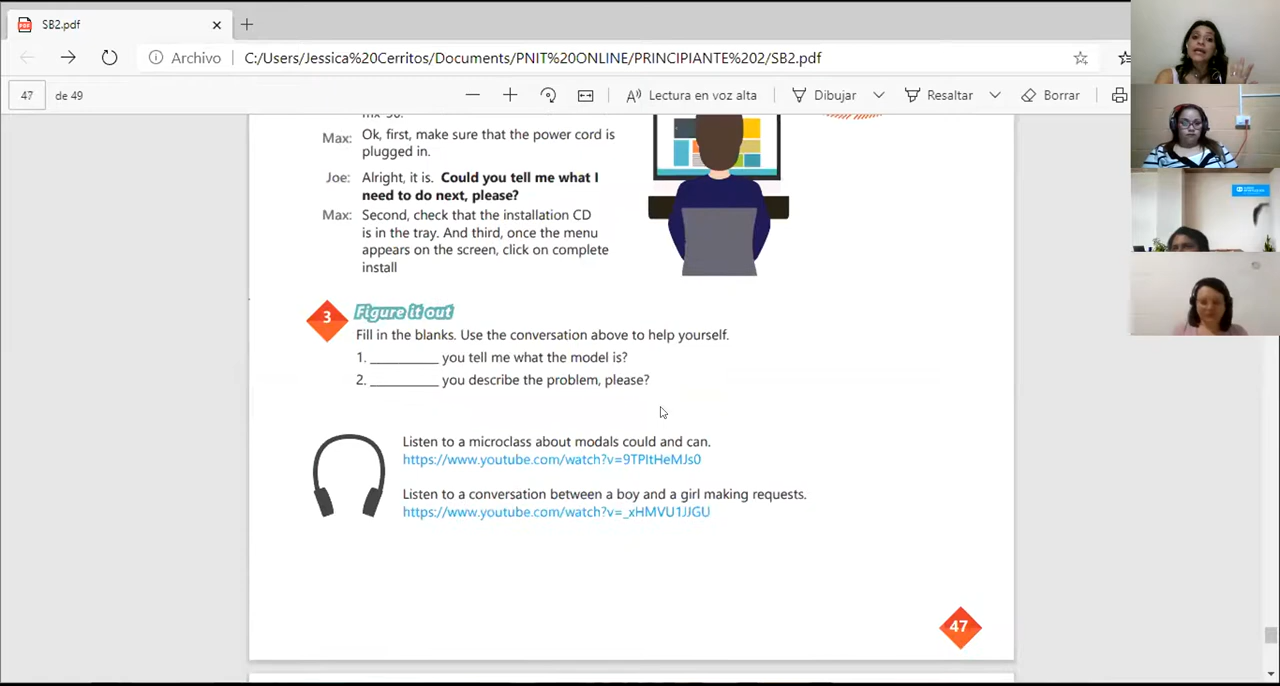 SB2.pdf
Archivo C:/Users/Jessica%20Cerritos/Documents/PNIT%20ONLINE/PRINCIPIANTE%202/SB2.pdf
47 de 49 Lectura en voz alta Dibujar Resaltar Borrar
Max: Ok, first, make sure that the power cord is
plugged in.
Joe: Alright, it is. Could you tell me what I
need to do next, please?
Max: Second, check that the installation CD
is in the tray. And third, once the menu
appears on the screen, click on complete
install
3 Figure it out
Fill in the blanks. Use the conversation above to help yourself.
1. __________ you tell me what the model is?
2. __________ you describe the problem, please?
Listen to a microclass about modals could and can.
https://www.youtube.com/watch?v=9TPItHeMJs0
Listen to a conversation between a boy and a girl making requests.
https://www.youtube.com/watch?v=_xHMVU1JJGU
47